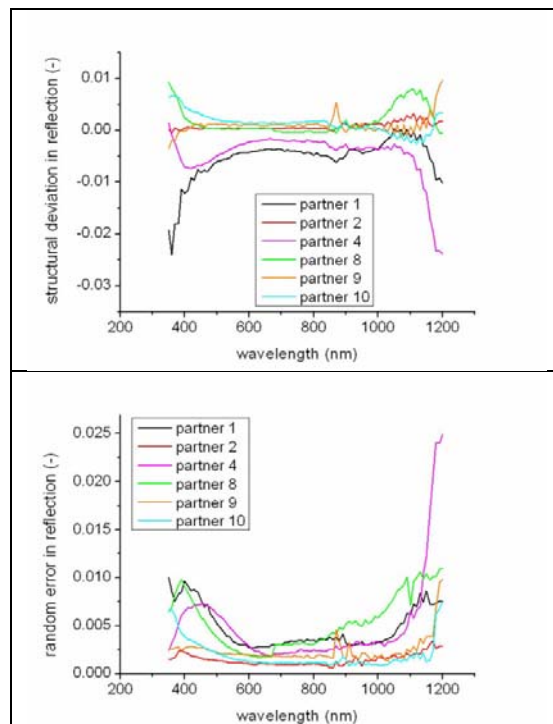 structural deviation in reflection (-)
0.01
0.00
-0.01
-0.02
-0.03
partner 1
partner 2
partner 4
partner 8
partner 9
partner 10
200
400
600
800
1000
1200
wavelength (nm)
random error in reflection (-)
0.025
0.020
0.015
0.010
0.005
0.000
partner 1
partner 2
partner 4
partner 8
partner 9
partner 10
200
400
600
800
1000
1200
wavelength (nm)